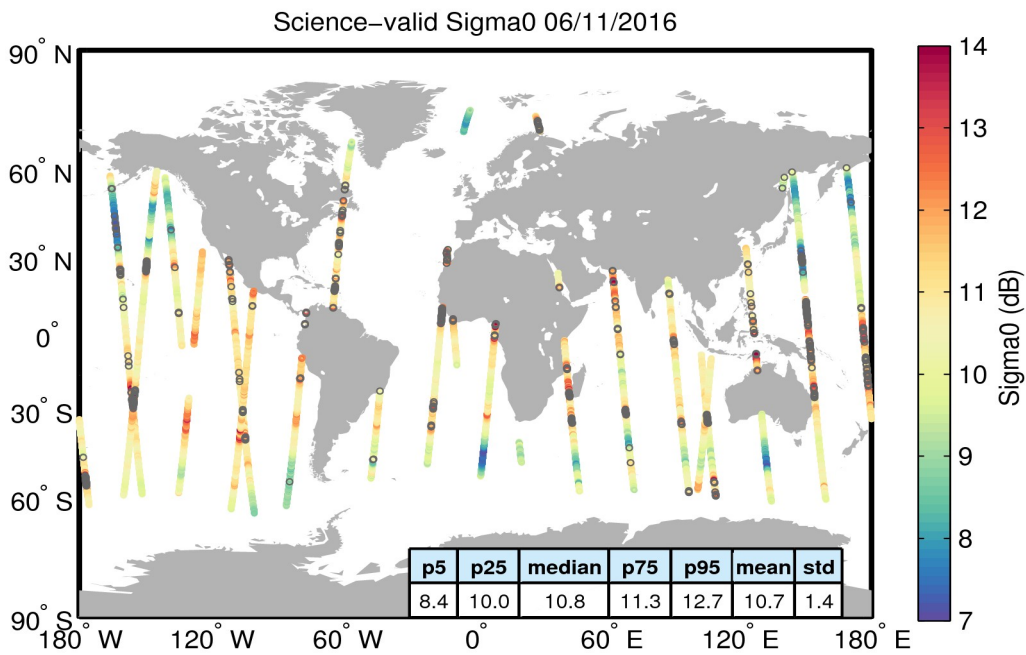 Science−valid Sigma0 06/11/2016
90° N
60° N
30° N
0°
30° S
60° S
90° S
180° W
120° W
60° W
0°
60° E
120° E
180° E
14
13
12
11
10
9
8
7
Sigma0 (dB)
p5 p25 median p75 p95 mean std
8.4 10.0 10.8 11.3 12.7 10.7 1.4